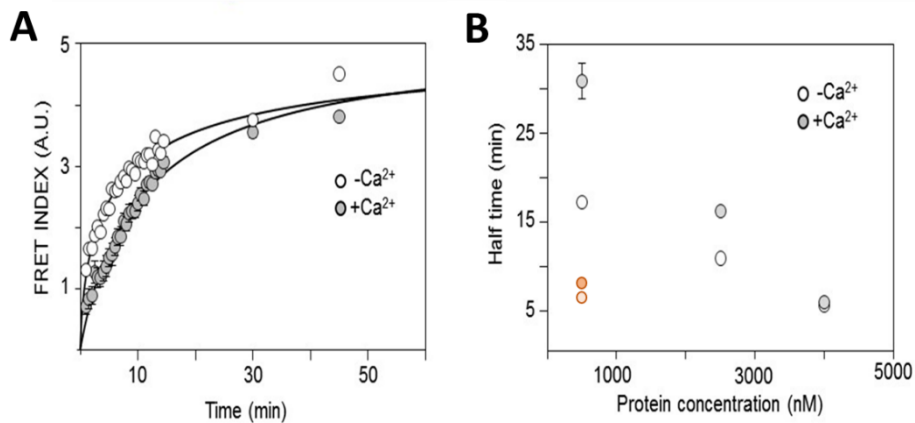 A
5
3
1
FRET INDEX (A.U.)
-Ca²⁺
+Ca²⁺
10
30
50
Time (min)
B
35
25
15
5
Half time (min)
-Ca²⁺
+Ca²⁺
1000
3000
5000
Protein concentration (nM)